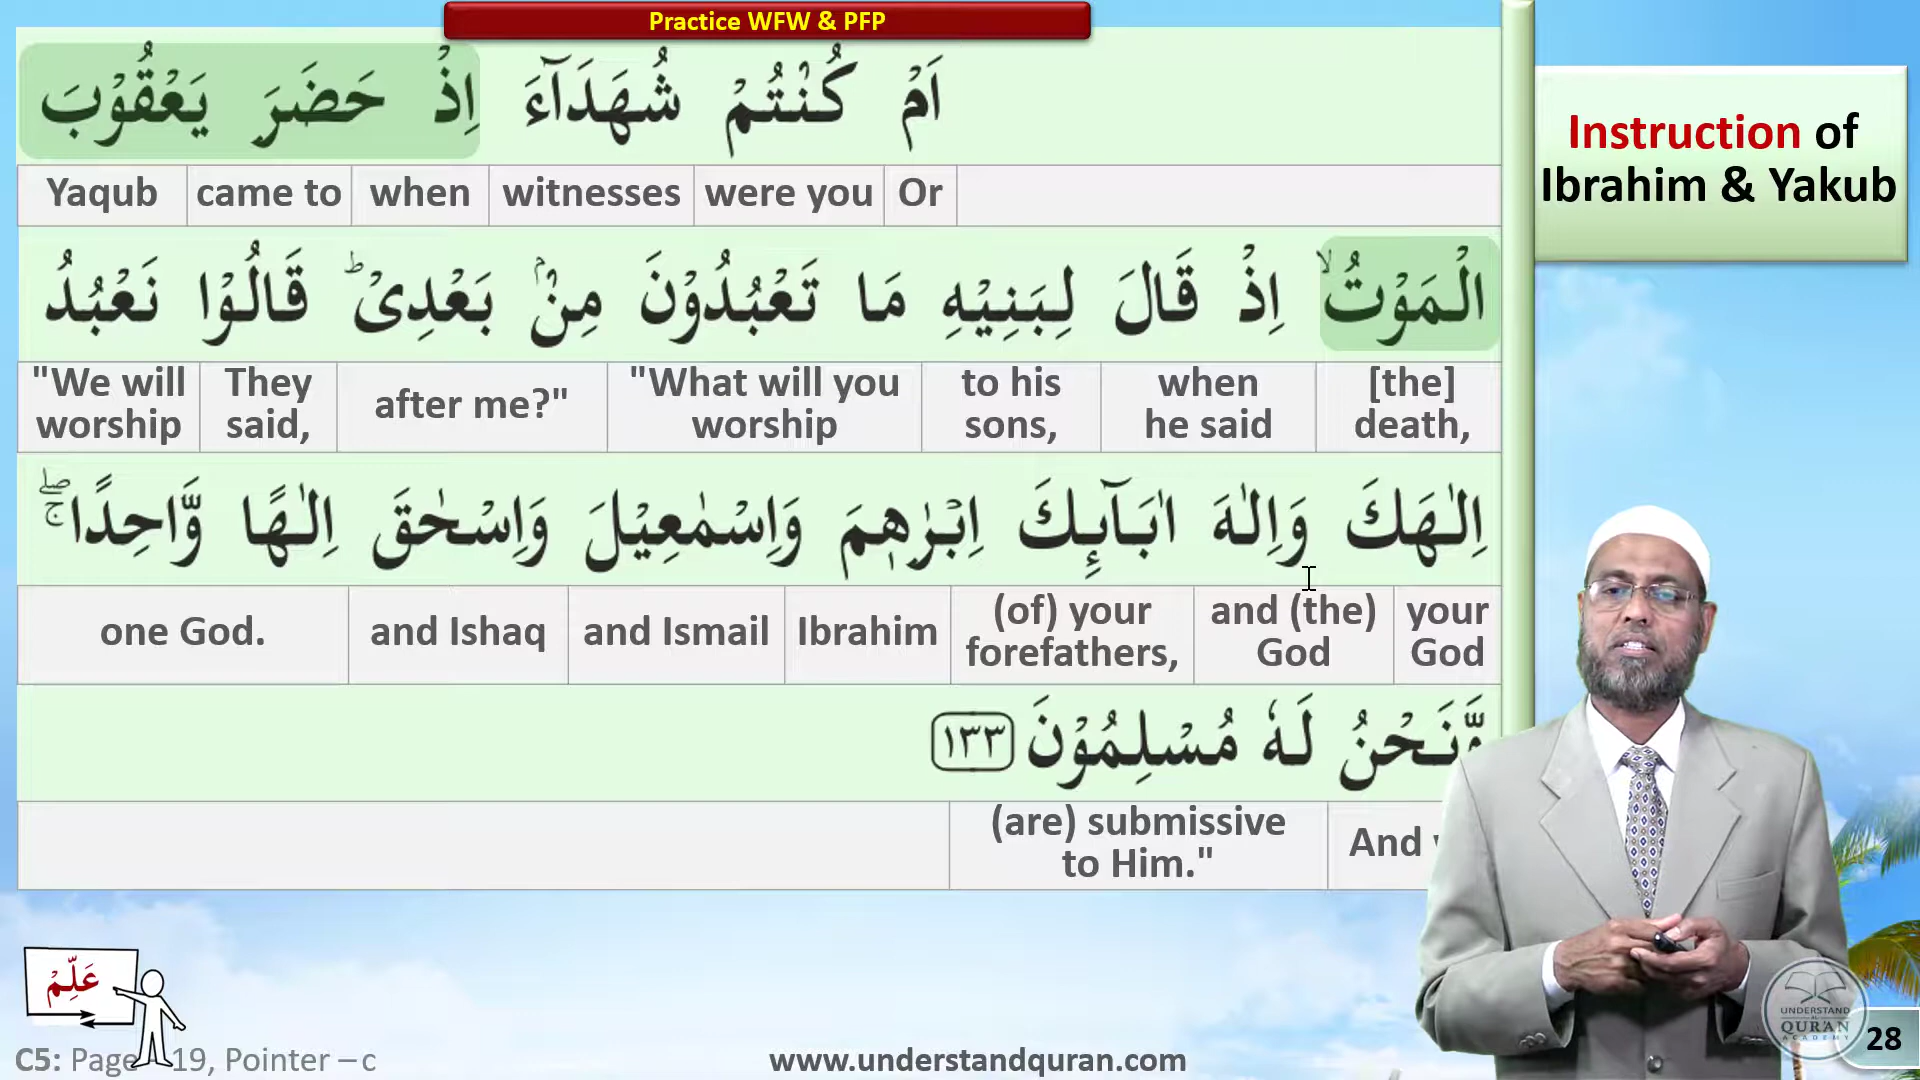 Practice WFW & PFP
اَمْ كُنْتُمْ شُهَدَآءَ اِذْ حَضَرَ يَعْقُوْبَ
Yaqub came to when witnesses were you Or
الْمَوْتُ ۙ اِذْ قَالَ لِبَنِيْهِ مَا تَعْبُدُوْنَ مِنْۢ بَعْدِىْ ؕ قَالُوْا نَعْبُدُ
"We will worship They said, after me?" "What will you worship to his sons, when he said [the] death,
اِلٰهَكَ وَاِلٰهَ اٰبَآئِكَ اِبْرٰهٖمَ وَاِسْمٰعِيْلَ وَاِسْحٰقَ اِلٰهًا وَّاحِدًا ۖۚ
one God. and Ishaq and Ismail Ibrahim (of) your forefathers, and (the) God your God
وَّنَحْنُ لَهٗ مُسْلِمُوْنَ ١٣٣
(are) submissive to Him." And
Instruction of
Ibrahim & Yakub
عَلِّمْ
C5: Page 19, Pointer – c
www.understandquran.com
UNDERSTAND
QURAN
ACADEMY
28